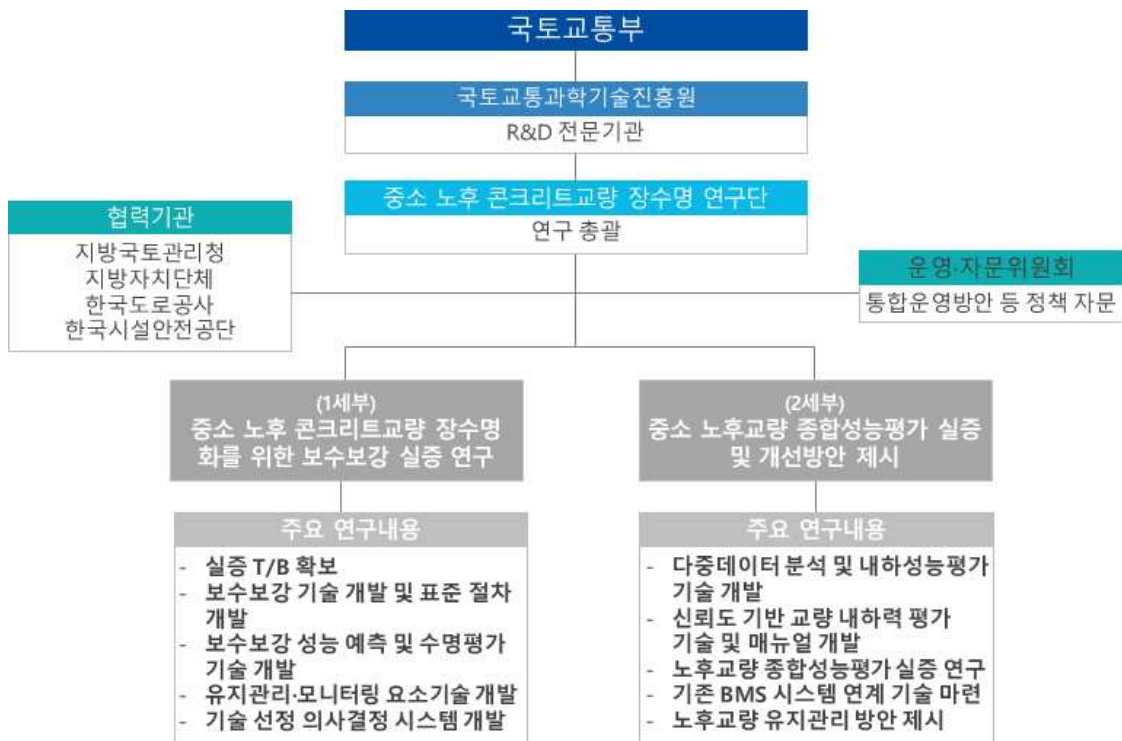 국토교통부
국토교통과학기술진흥원
R&D 전문기관
중소 노후 콘크리트교량 장수명 연구단
연구 총괄
협력기관
지방국토관리청
지방자치단체
한국도로공사
한국시설안전공단
운영·자문위원회
통합운영방안 등 정책 자문
(1세부)
중소 노후 콘크리트교량 장수명
화를 위한 보수보강 실증 연구
주요 연구내용
- 실증 T/B 확보
- 보수보강 기술 개발 및 표준 절차
개발
- 보수보강 성능 예측 및 수명평가
기술 개발
- 유지관리·모니터링 요소기술 개발
- 기술 선정 의사결정 시스템 개발
(2세부)
중소 노후교량 종합성능평가 실증
및 개선방안 제시
주요 연구내용
- 다중데이터 분석 및 내하성능평가
기술 개발
- 신뢰도 기반 교량 내하력 평가
기술 및 매뉴얼 개발
- 노후교량 종합성능평가 실증 연구
- 기존 BMS 시스템 연계 기술 마련
- 노후교량 유지관리 방안 제시